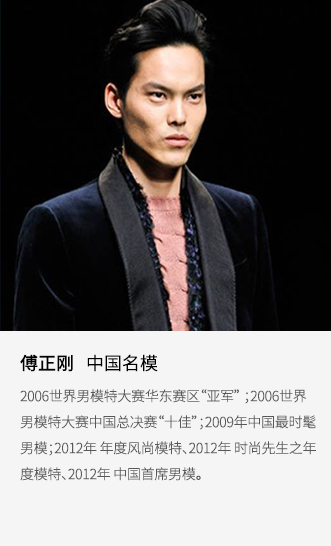 傅正刚 中国名模
2006世界男模特大赛华东赛区“亚军”;2006世界
男模特大赛中国总决赛“十佳”;2009年中国最时髦
男模;2012年 年度风尚模特、2012年 时尚先生之年
度模特、2012年 中国首席男模。